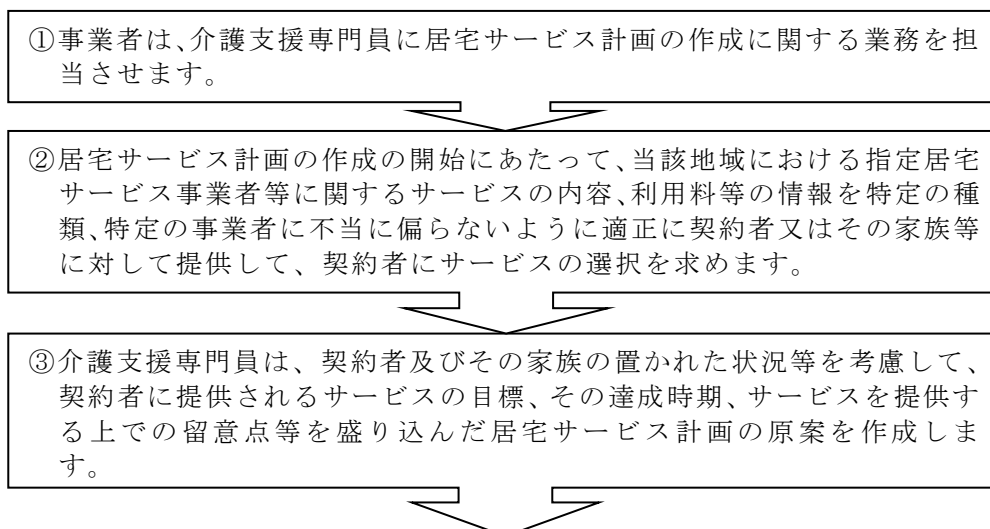 ①事業者は、介護支援専門員に居宅サービス計画の作成に関する業務を担
当させます。
②居宅サービス計画の作成の開始にあたって、当該地域における指定居宅
サービス事業者等に関するサービスの内容、利用料等の情報を特定の種
類、特定の事業者に不当に偏らないように適正に契約者又はその家族等
に対して提供して、契約者にサービスの選択を求めます。
③介護支援専門員は、契約者及びその家族の置かれた状況等を考慮して、
契約者に提供されるサービスの目標、その達成時期、サービスを提供す
る上での留意点等を盛り込んだ居宅サービス計画の原案を作成しま
す。